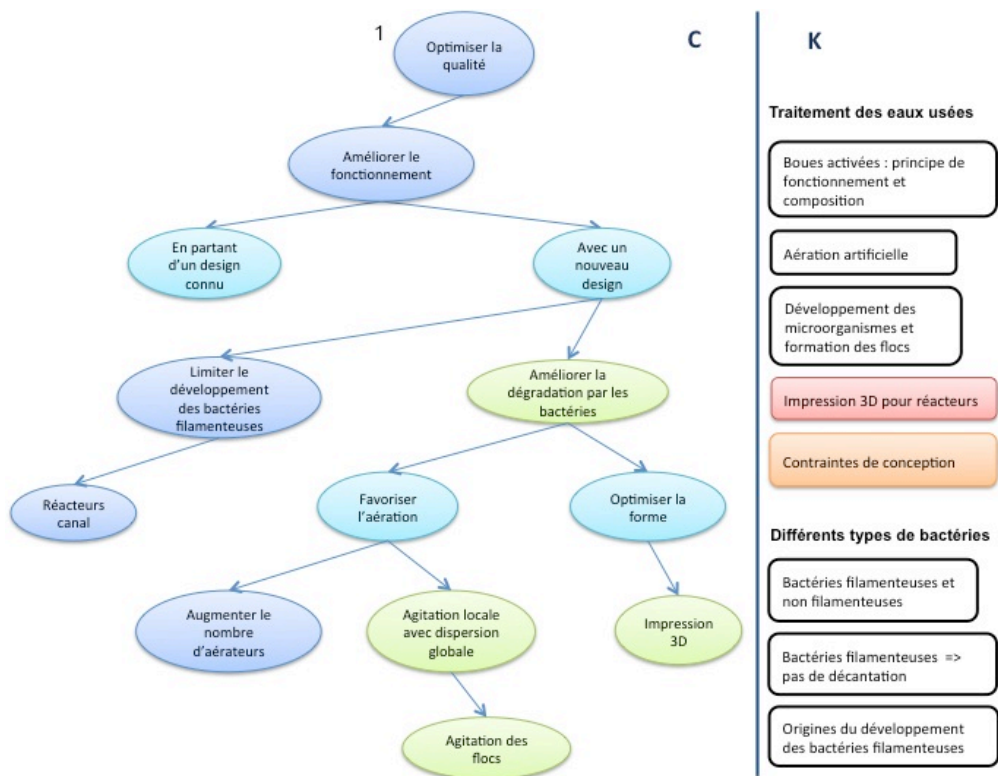 1
Optimiser la
qualité
C
K
Améliorer le
fonctionnement
En partant
d'un design
connu
Avec un
nouveau
design
Limiter le
développement
des bactéries
filamenteuses
Améliorer la
dégradation par les
bactéries
Réacteurs
canal
Favoriser
l'aération
Optimiser la
forme
Augmenter le
nombre
d'aérateurs
Agitation locale
avec dispersion
globale
Impression
3D
Agitation des
flocs
Traitement des eaux usées
Boues activées : principe de
fonctionnement et
composition
Aération artificielle
Développement des
microorganismes et
formation des flocs
Impression 3D pour réacteurs
Contraintes de conception
Différents types de bactéries
Bactéries filamenteuses et
non filamenteuses
Bactéries filamenteuses =>
pas de décantation
Origines du développement
des bactéries filamenteuses